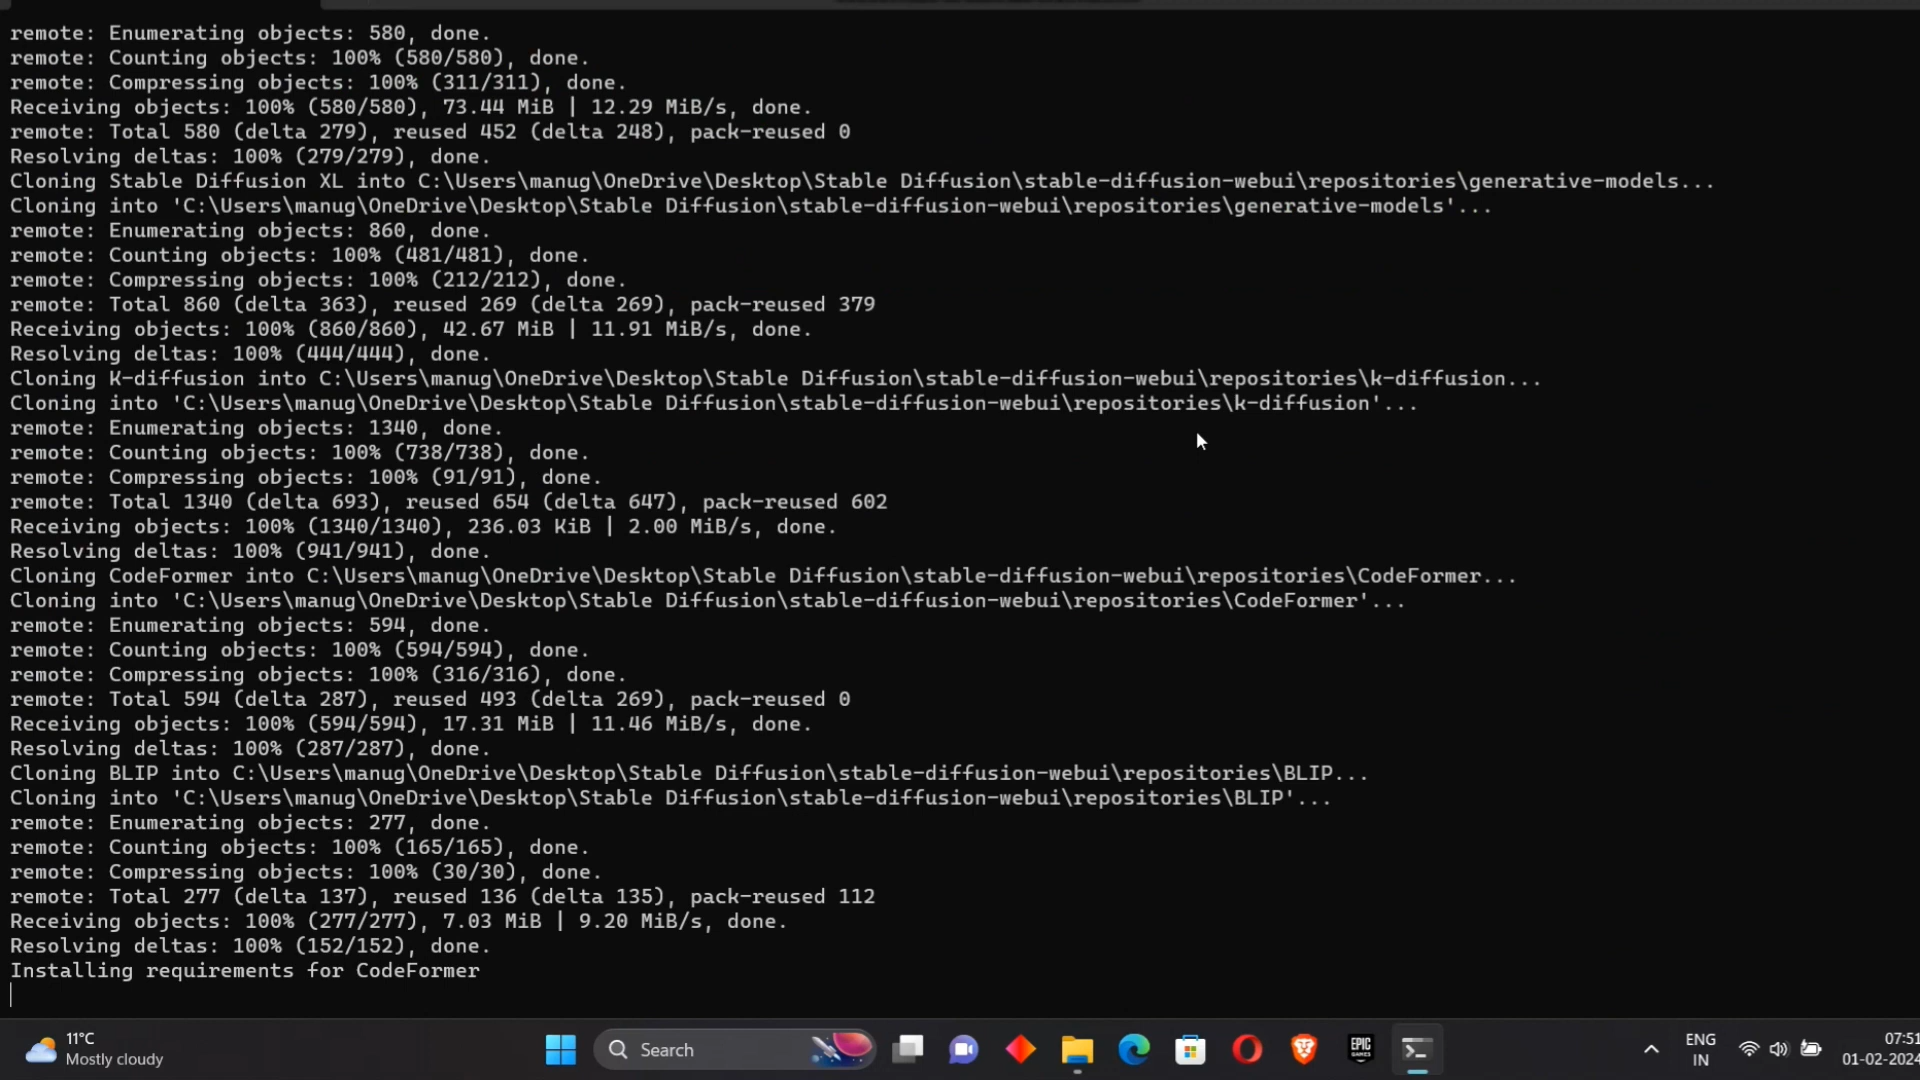 remote: Enumerating objects: 580, done.
remote: Counting objects: 100% (580/580), done.
remote: Compressing objects: 100% (311/311), done.
Receiving objects: 100% (580/580), 73.44 MiB | 12.29 MiB/s, done.
remote: Total 580 (delta 279), reused 452 (delta 248), pack-reused 0
Resolving deltas: 100% (279/279), done.
Cloning Stable Diffusion XL into C:\Users\manug\OneDrive\Desktop\Stable Diffusion\stable-diffusion-webui\repositories\generative-models...
Cloning into 'C:\Users\manug\OneDrive\Desktop\Stable Diffusion\stable-diffusion-webui\repositories\generative-models'...
remote: Enumerating objects: 860, done.
remote: Counting objects: 100% (481/481), done.
remote: Compressing objects: 100% (212/212), done.
remote: Total 860 (delta 363), reused 269 (delta 269), pack-reused 379
Receiving objects: 100% (860/860), 42.67 MiB | 11.91 MiB/s, done.
Resolving deltas: 100% (444/444), done.
Cloning K-diffusion into C:\Users\manug\OneDrive\Desktop\Stable Diffusion\stable-diffusion-webui\repositories\k-diffusion...
Cloning into 'C:\Users\manug\OneDrive\Desktop\Stable Diffusion\stable-diffusion-webui\repositories\k-diffusion'...
remote: Enumerating objects: 1340, done.
remote: Counting objects: 100% (738/738), done.
remote: Compressing objects: 100% (91/91), done.
remote: Total 1340 (delta 693), reused 654 (delta 647), pack-reused 602
Receiving objects: 100% (1340/1340), 236.03 KiB | 2.00 MiB/s, done.
Resolving deltas: 100% (941/941), done.
Cloning CodeFormer into C:\Users\manug\OneDrive\Desktop\Stable Diffusion\stable-diffusion-webui\repositories\CodeFormer...
Cloning into 'C:\Users\manug\OneDrive\Desktop\Stable Diffusion\stable-diffusion-webui\repositories\CodeFormer'...
remote: Enumerating objects: 594, done.
remote: Counting objects: 100% (594/594), done.
remote: Compressing objects: 100% (316/316), done.
remote: Total 594 (delta 287), reused 493 (delta 269), pack-reused 0
Receiving objects: 100% (594/594), 17.31 MiB | 11.46 MiB/s, done.
Resolving deltas: 100% (287/287), done.
Cloning BLIP into C:\Users\manug\OneDrive\Desktop\Stable Diffusion\stable-diffusion-webui\repositories\BLIP...
Cloning into 'C:\Users\manug\OneDrive\Desktop\Stable Diffusion\stable-diffusion-webui\repositories\BLIP'...
remote: Enumerating objects: 277, done.
remote: Counting objects: 100% (165/165), done.
remote: Compressing objects: 100% (30/30), done.
remote: Total 277 (delta 137), reused 136 (delta 135), pack-reused 112
Receiving objects: 100% (277/277), 7.03 MiB | 9.20 MiB/s, done.
Resolving deltas: 100% (152/152), done.
Installing requirements for CodeFormer
11°C
Mostly cloudy
Search
EPIC
GAMES
ENG
IN
07:51
01-02-2024